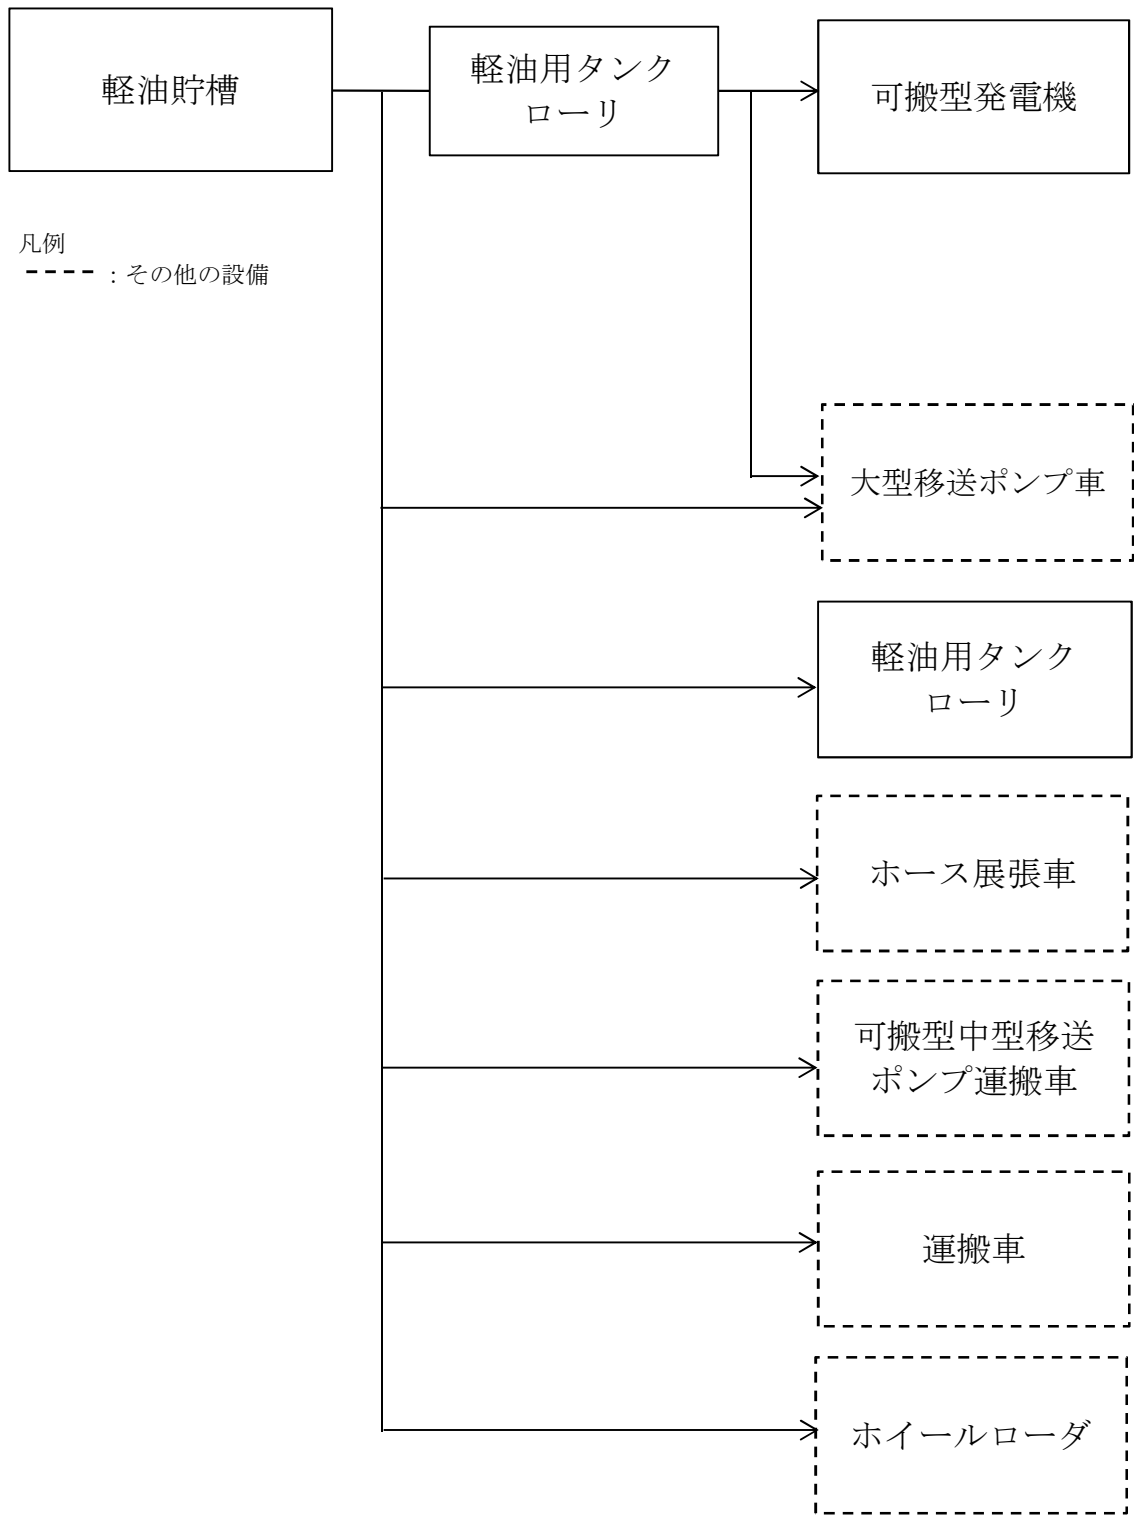 軽油貯槽
軽油用タンク
ローリ
可搬型発電機
凡例
：その他の設備
大型移送ポンプ車
軽油用タンク
ローリ
ホース展張車
可搬型中型移送
ポンプ運搬車
運搬車
ホイールローダ